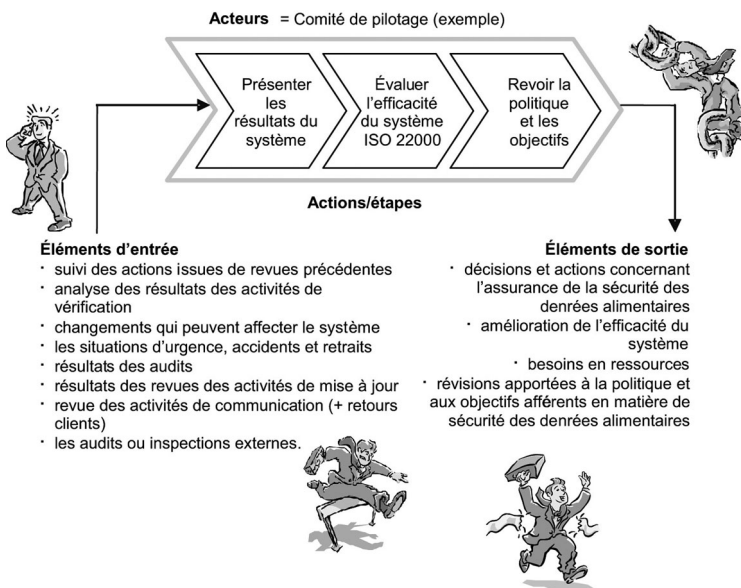 Acteurs = Comité de pilotage (exemple)
Présenter
les
résultats du
système
Évaluer
l'efficacité
du système
ISO 22000
Revoir la
politique
et les
objectifs
Actions/étapes
Éléments d'entrée
· suivi des actions issues de revues précédentes
· analyse des résultats des activités de
vérification
· changements qui peuvent affecter le système
· les situations d'urgence, accidents et retraits
· résultats des audits
· résultats des revues des activités de mise à jour
· revue des activités de communication (+ retours
clients)
· les audits ou inspections externes.
Éléments de sortie
· décisions et actions concernant
l'assurance de la sécurité des
denrées alimentaires
· amélioration de l'efficacité du
système
· besoins en ressources
· révisions apportées à la politique et
aux objectifs afférents en matière de
sécurité des denrées alimentaires